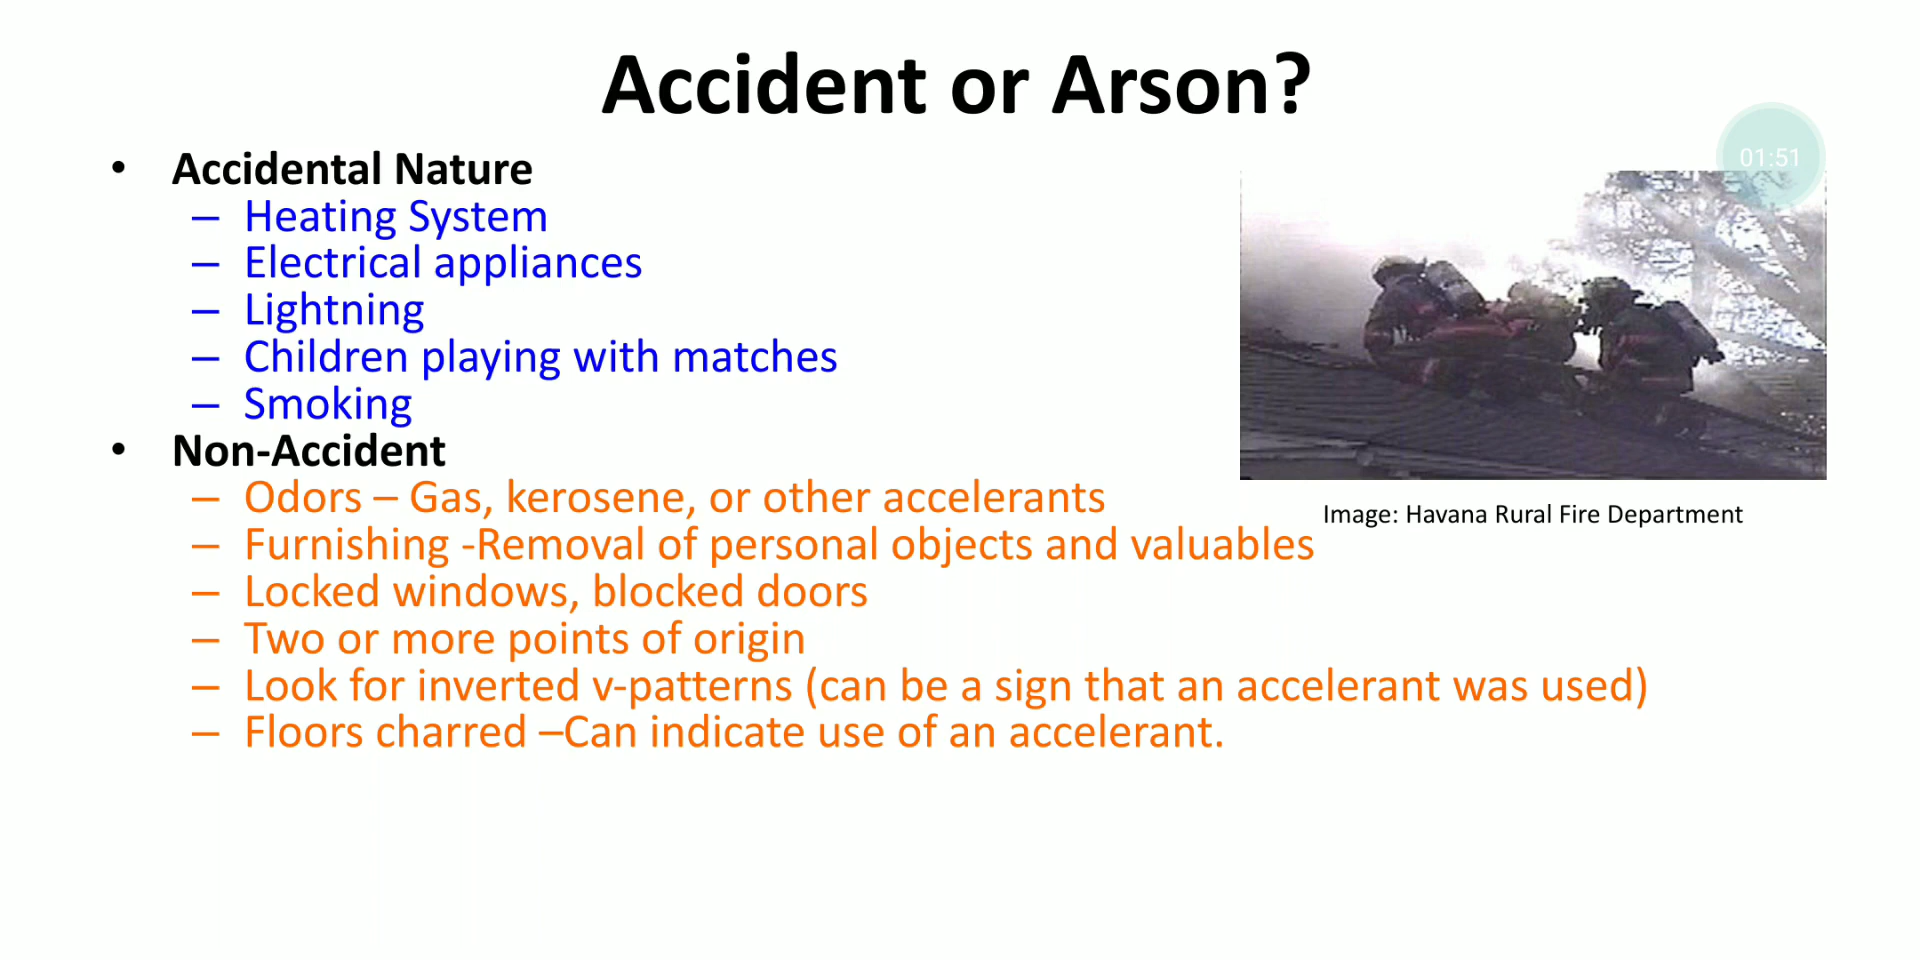 Accident or Arson?
01:51
• Accidental Nature
– Heating System
– Electrical appliances
– Lightning
– Children playing with matches
– Smoking
• Non-Accident
– Odors – Gas, kerosene, or other accelerants
Image: Havana Rural Fire Department
– Furnishing -Removal of personal objects and valuables
– Locked windows, blocked doors
– Two or more points of origin
– Look for inverted v-patterns (can be a sign that an accelerant was used)
– Floors charred –Can indicate use of an accelerant.